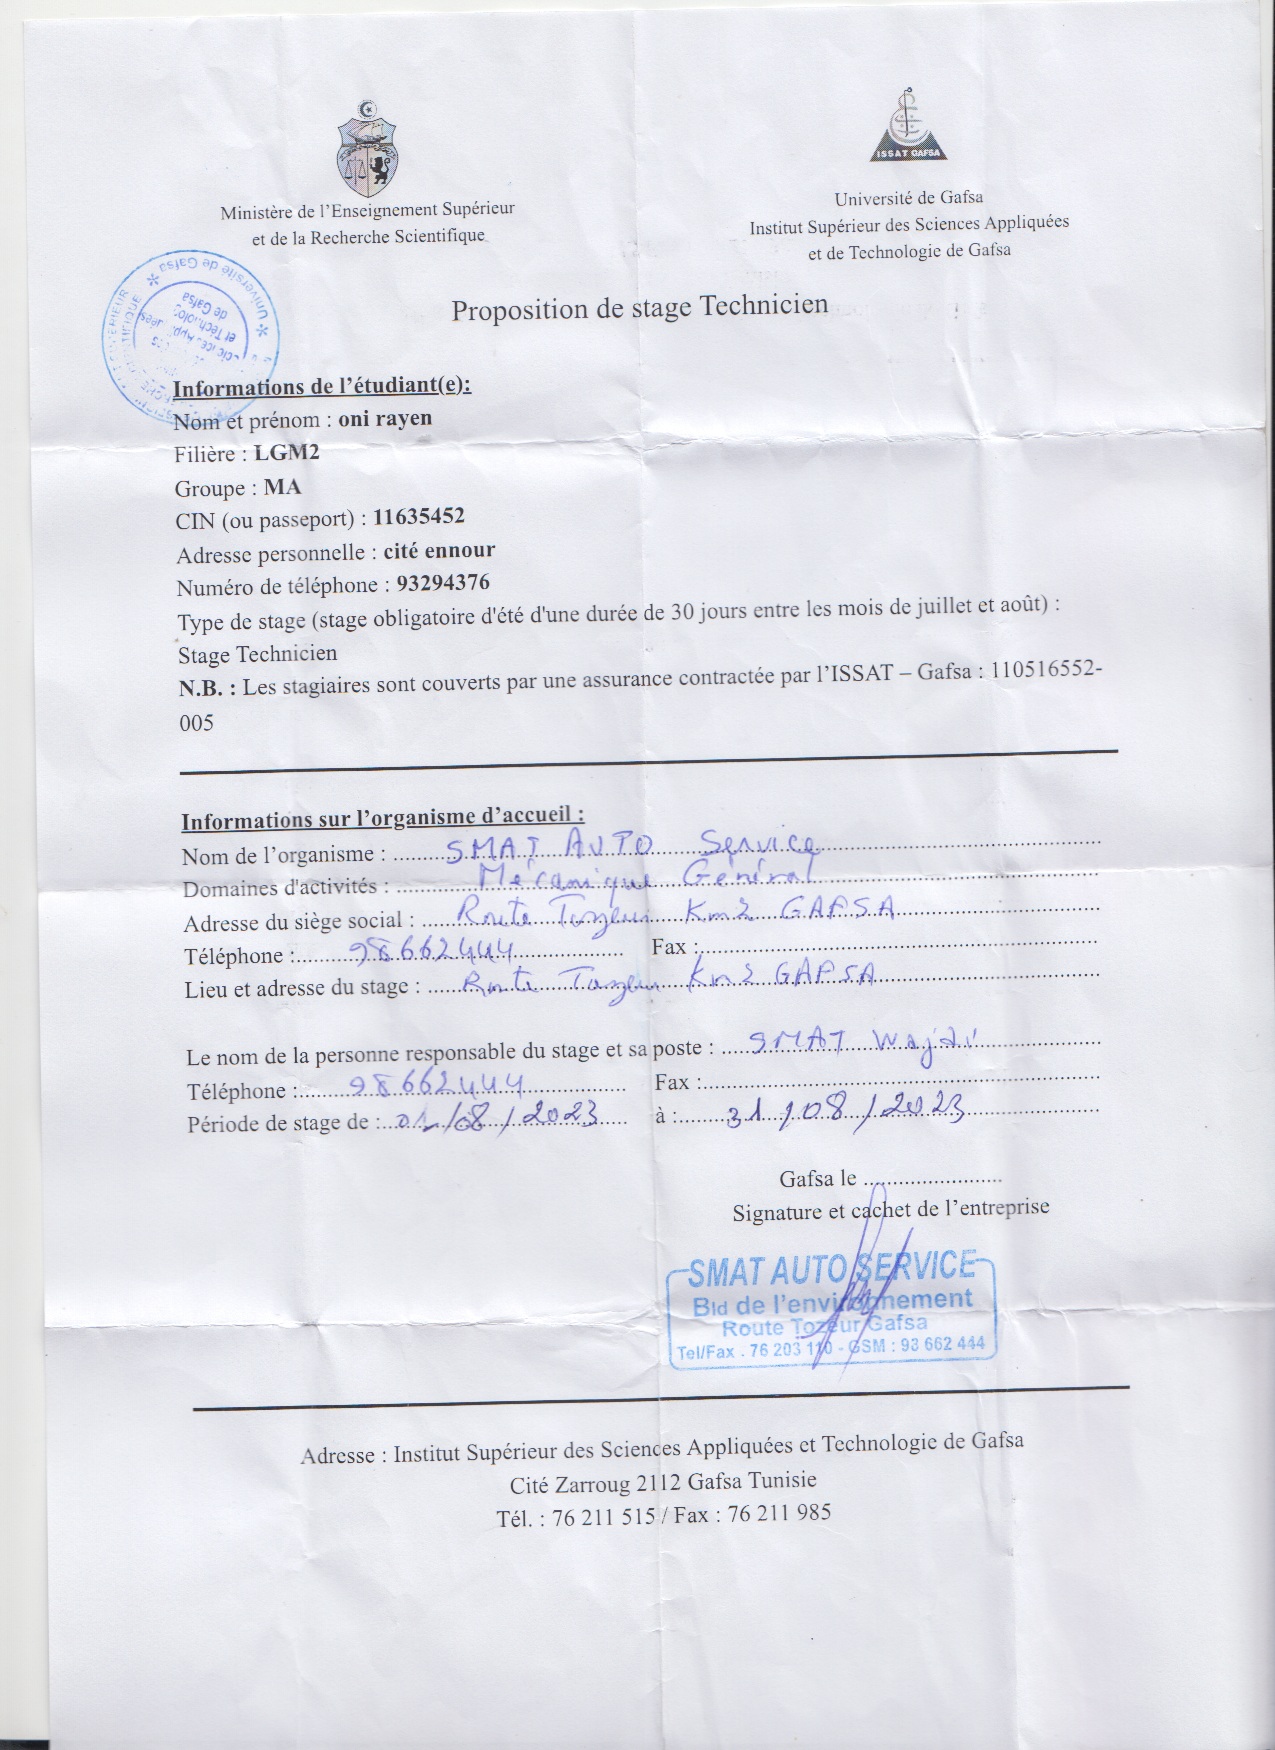 ISSAT GAFSA
Ministère de l'Enseignement Supérieur
et de la Recherche Scientifique
Université de Gafsa
Institut Supérieur des Sciences Appliquées
et de Technologie de Gafsa
Université de Gafsa
et Technologie
de Gafsa
Proposition de stage Technicien
Informations de l'étudiant(e):
Nom et prénom : oni rayen
Filière : LGM2
Groupe : MA
CIN (ou passeport) : 11635452
Adresse personnelle : cité ennour
Numéro de téléphone : 93294376
Type de stage (stage obligatoire d'été d'une durée de 30 jours entre les mois de juillet et août) :
Stage Technicien
N.B. : Les stagiaires sont couverts par une assurance contractée par l'ISSAT – Gafsa : 110516552-
005
Informations sur l'organisme d'accueil :
Nom de l'organisme : SMAT AUTO Service
Domaines d'activités : Mécanique Général
Adresse du siège social : Route Tozeur Km2 GAFSA
Téléphone : 98662444 Fax :
Lieu et adresse du stage : Route Tozeur Km2 GAFSA
Le nom de la personne responsable du stage et sa poste : SMAT Wajdi
Téléphone : 98662444 Fax :
Période de stage de : 01/08/2023 à : 31/08/2023
Gafsa le
Signature et cachet de l'entreprise
SMAT AUTO SERVICE
Bld de l'environnement
Route Tozeur Gafsa
Tel/Fax . 76 203 110 - GSM : 93 662 444
Adresse : Institut Supérieur des Sciences Appliquées et Technologie de Gafsa
Cité Zarroug 2112 Gafsa Tunisie
Tél. : 76 211 515 / Fax : 76 211 985